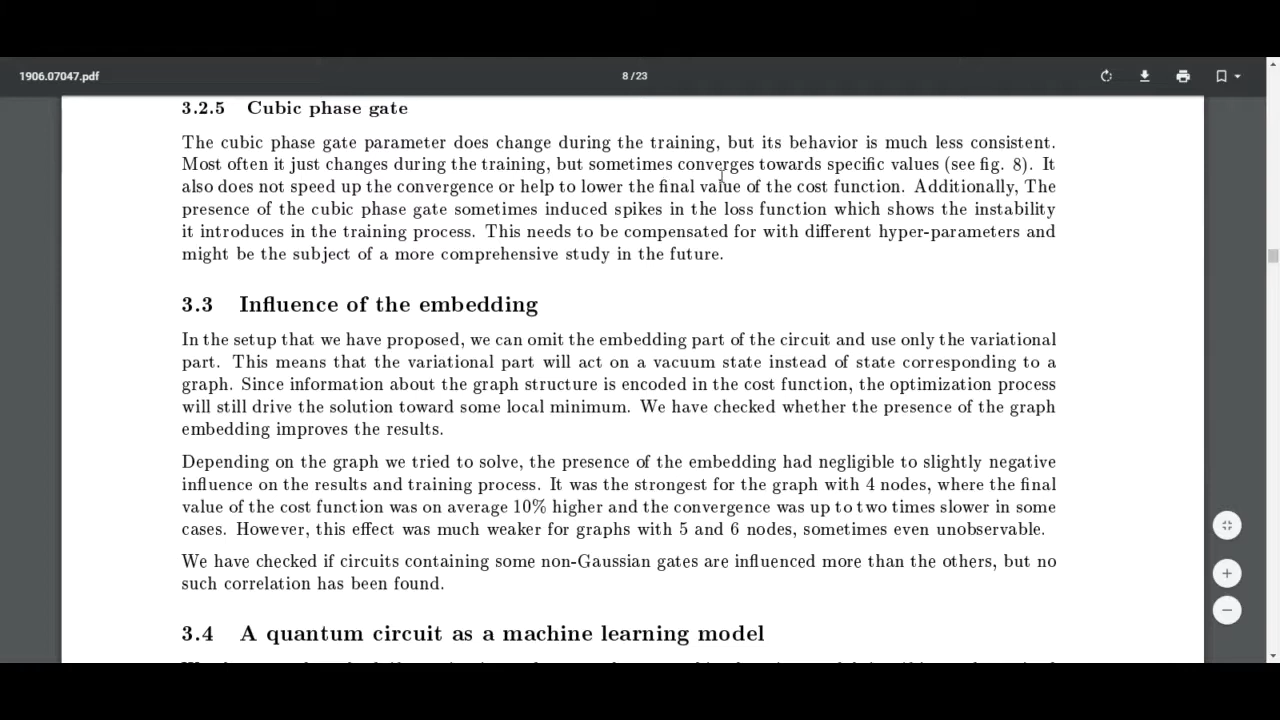 1906.07047.pdf
8 / 23
3.2.5 Cubic phase gate
The cubic phase gate parameter does change during the training, but its behavior is much less consistent.
Most often it just changes during the training, but sometimes converges towards specific values (see fig. 8). It
also does not speed up the convergence or help to lower the final value of the cost function. Additionally, The
presence of the cubic phase gate sometimes induced spikes in the loss function which shows the instability
it introduces in the training process. This needs to be compensated for with different hyper-parameters and
might be the subject of a more comprehensive study in the future.
3.3 Influence of the embedding
In the setup that we have proposed, we can omit the embedding part of the circuit and use only the variational
part. This means that the variational part will act on a vacuum state instead of state corresponding to a
graph. Since information about the graph structure is encoded in the cost function, the optimization process
will still drive the solution toward some local minimum. We have checked whether the presence of the graph
embedding improves the results.
Depending on the graph we tried to solve, the presence of the embedding had negligible to slightly negative
influence on the results and training process. It was the strongest for the graph with 4 nodes, where the final
value of the cost function was on average 10% higher and the convergence was up to two times slower in some
cases. However, this effect was much weaker for graphs with 5 and 6 nodes, sometimes even unobservable.
We have checked if circuits containing some non-Gaussian gates are influenced more than the others, but no
such correlation has been found.
3.4 A quantum circuit as a machine learning model